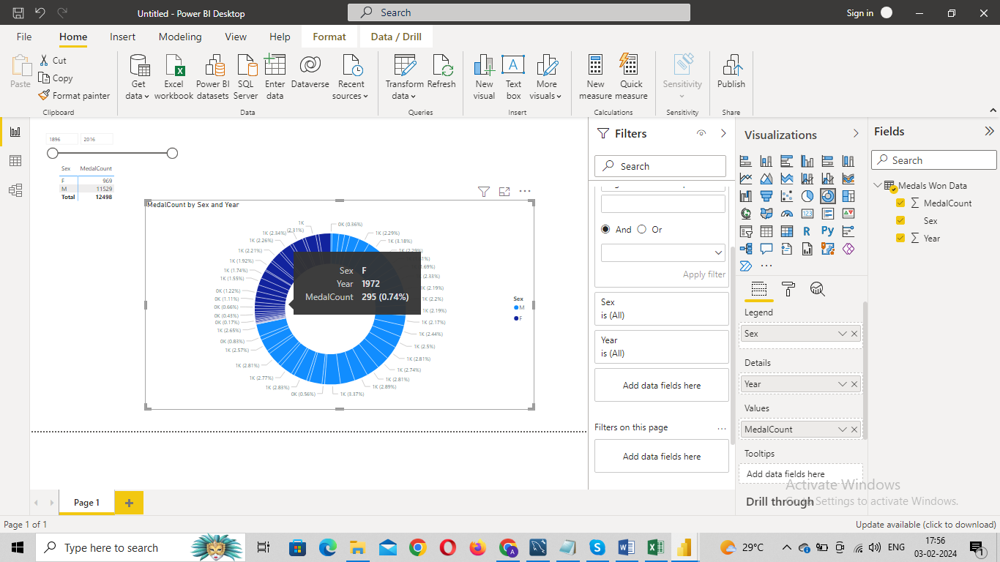 Untitled - Power BI Desktop
Search
Sign in
File Home Insert Modeling View Help Format Data / Drill
Paste
Cut
Copy
Format painter
Clipboard
Get data
Excel workbook
Power BI datasets
SQL Server
Enter data
Dataverse
Recent sources
Data
Transform data
Refresh
Queries
New visual
Text box
More visuals
Insert
New measure
Quick measure
Calculations
Sensitivity
Sensitivity
Publish
Share
1896 2016
Sex MedalCount
F 969
M 11529
Total 12498
MedalCount by Sex and Year
0K (0.36%)
1K (2.29%)
1K (3.18%)
1K (2.33%)
1K (2.19%)
1K (2.2%)
1K (2.19%)
1K (2.17%)
1K (2.44%)
1K (2.5%)
1K (2.81%)
1K (2.74%)
1K (2.81%)
1K (2.89%)
1K (3.37%)
0K (0.56%)
1K (2.83%)
1K (2.77%)
1K (2.81%)
1K (2.57%)
0K (0.83%)
1K (2.65%)
0K (0.17%)
0K (0.43%)
0K (0.66%)
0K (1.11%)
0K (1.22%)
1K (1.55%)
1K (1.74%)
1K (1.92%)
1K (2.21%)
1K (2.26%)
1K (2.34%)
1K
(2.31%)
Sex F
Year 1972
MedalCount 295 (0.74%)
Sex
M
F
Filters
Search
And Or
Apply filter
Sex
is (All)
Year
is (All)
Add data fields here
Filters on this page
Add data fields here
Visualizations
Legend
Sex
Details
Year
Values
MedalCount
Tooltips
Add data fields here
Drill through
Fields
Search
Medals Won Data
MedalCount
Sex
Year
Activate Windows
Go to Settings to activate Windows.
Page 1
Page 1 of 1
Update available (click to download)
Type here to search
29°C
ENG
17:56
03-02-2024
1